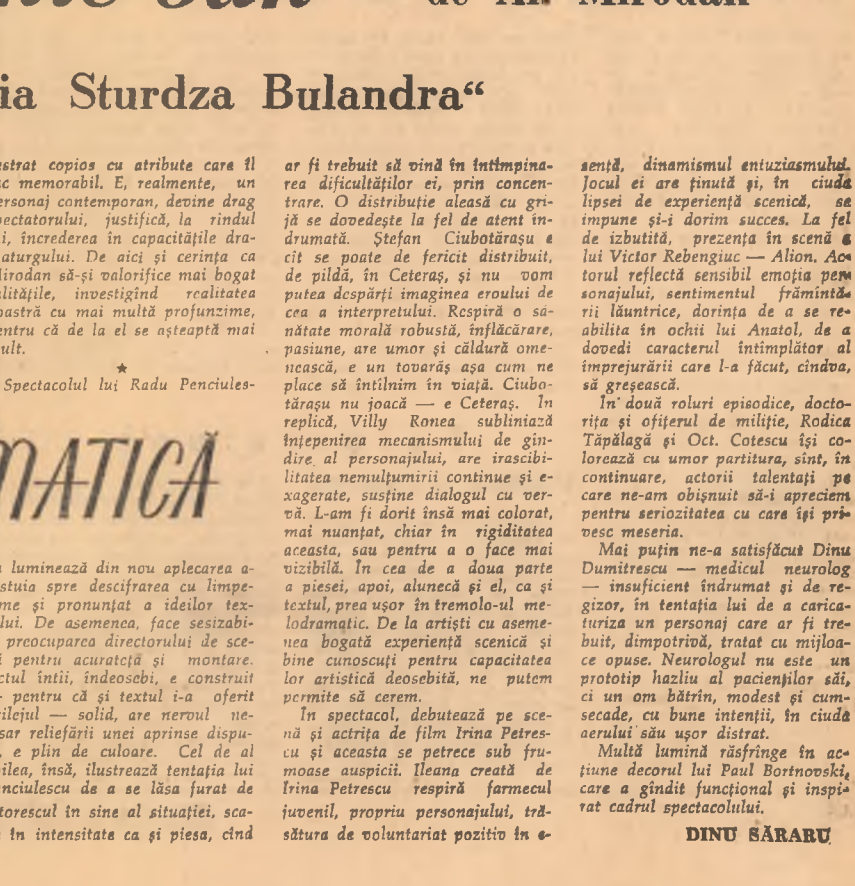 de Al. Mirodan
ia Sturdza Bulandra“
strat copios cu atribute care îl
c memorabil. E, realmente, un
ersonaj contemporan, devine drag
pectatorului, justifică, la rindul
i, încrederea în capacitățile dra-
aturgului. De aici și cerința ca
Mirodan să-și valorifice mai bogat
litățile, investigînd realitatea
oastră cu mai multă profunzime,
entru că de la el se așteaptă mai
ult.
★
Spectacolul lui Radu Penciules-
MATICĂ
luminează din nou aplecarea a-
stuia spre descifrarea cu limpe-
me și pronunțat a ideilor tex-
lui. De asemenea, face sesizabi-
preocuparea directorului de sce-
i pentru acuratețã și montare.
ctul întîi, îndeosebi, e construit
- pentru că și textul i-a oferit
rilejul — solid, are nervul ne-
sar reliefării unei aprinse dispu-
, e plin de culoare. Cel de al
oilea, însă, ilustrează tentația lui
nciulescu de a se lăsa furat de
torescul în sine al situației, sca-
în intensitate ca și piesa, cînd
ar fi trebuit să vină în întîmpina-
rea dificultăților ei, prin concen-
trare. O distribuție aleasă cu gri-
jă se dovedește la fel de atent în-
drumată. Ștefan Ciubotărașu e
cit se poate de fericit distribuit,
de pildă, în Ceteraș, și nu vom
putea despărți imaginea eroului de
cea a interpretului. Respiră o să-
nătate morală robustă, înflăcărare,
pasiune, are umor și căldură ome-
nească, e un tovarăș așa cum ne
place să întîlnim în viață. Ciubo-
tărașu nu joacă — e Ceteraș. In
replică, Villy Ronea subliniază
înțepenirea mecanismului de gîn-
dire al personajului, are irascibi-
litatea nemulțumirii continue și e-
xagerate, susține dialogul cu ver-
vă. L-am fi dorit însă mai colorat,
mai nuanțat, chiar în rigiditatea
aceasta, sau pentru a o face mai
vizibilă. În cea de a doua parte
a piesei, apoi, alunecă și el, ca și
textul, prea ușor în tremolo-ul me-
lodramatic. De la artiști cu aseme-
nea bogată experiență scenică și
bine cunoscuți pentru capacitatea
lor artistică deosebită, ne putem
permite să cerem.
In spectacol, debutează pe sce-
nă și actrița de film Irina Petres-
cu și aceasta se petrece sub fru-
moase auspicii. Ileana creată de
Irina Petrescu respiră farmecul
juvenil, propriu personajului, tră-
sătura de voluntariat pozitiv în e-
sență, dinamismul entuziasmului.
Jocul ei are ținută și, în ciuda
lipsei de experiență scenică, se
impune și-i dorim succes. La fel
de izbutită, prezența în scenă a
lui Victor Rebengiuc — Alion. Ac-
torul reflectă sensibil emoția per-
sonajului, sentimentul frămîntă-
rii lăuntrice, dorința de a se re-
abilita în ochii lui Anatol, de a
dovedi caracterul întîmplător al
împrejurării care l-a făcut, cîndva,
să greșească.
In două roluri episodice, docto-
rița și ofițerul de miliție, Rodica
Tăpălagă și Oct. Cotescu își co-
lorează cu umor partitura, sînt, în
continuare, actorii talentați pe
care ne-am obișnuit să-i apreciem
pentru seriozitatea cu care își pri-
vesc meseria.
Mai puțin ne-a satisfăcut Dinu
Dumitrescu — medicul neurolog
— insuficient îndrumat și de re-
gizor, în tentația lui de a carica-
turiza un personaj care ar fi tre-
buit, dimpotrivă, tratat cu mijloa-
ce opuse. Neurologul nu este un
prototip hazliu al pacienților săi,
ci un om bătrîn, modest și cum-
secade, cu bune intenții, în ciuda
aerului său ușor distrat.
Multă lumină răsfrînge în ac-
țiune decorul lui Paul Bortnovski,
care a gîndit funcțional și inspi-
rat cadrul spectacolului.
DINU SĂRARU